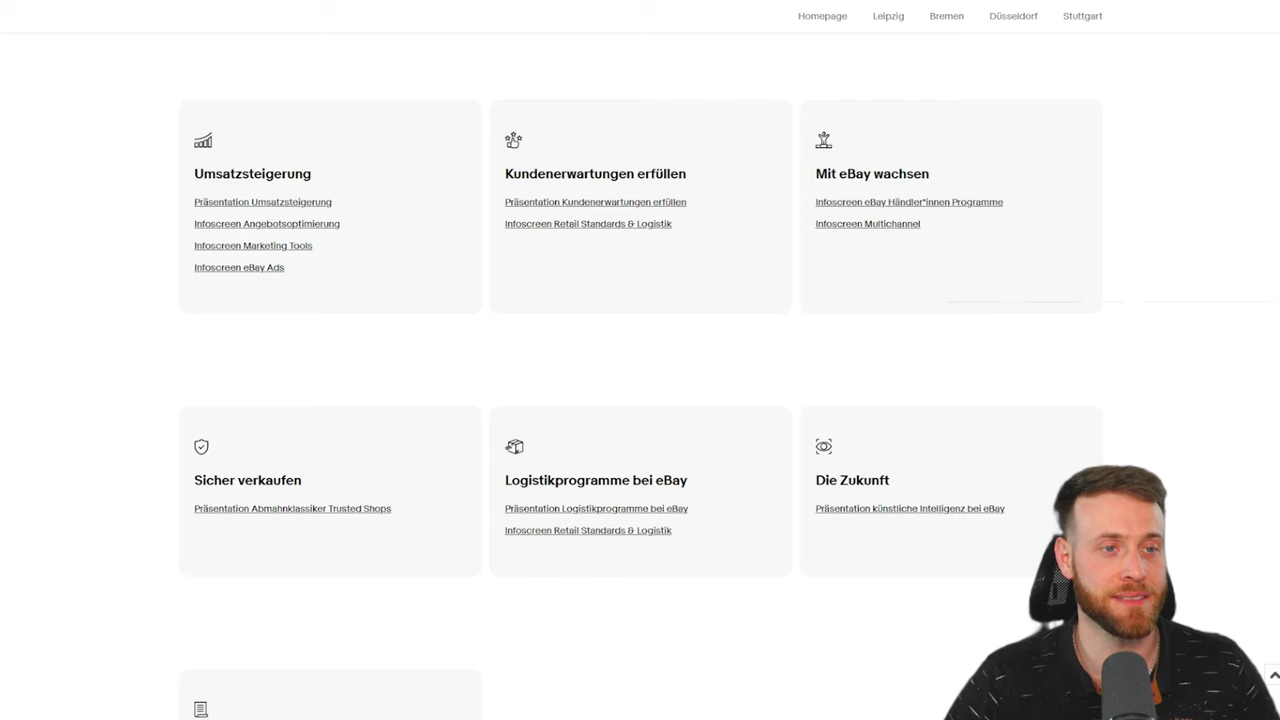 Homepage
Leipzig
Bremen
Düsseldorf
Stuttgart
Umsatzsteigerung
Präsentation Umsatzsteigerung
Infoscreen Angebotsoptimierung
Infoscreen Marketing Tools
Infoscreen eBay Ads
Kundenerwartungen erfüllen
Präsentation Kundenerwartungen erfüllen
Infoscreen Retail Standards & Logistik
Mit eBay wachsen
Infoscreen eBay Händler*innen Programme
Infoscreen Multichannel
Sicher verkaufen
Präsentation Abmahnklassiker Trusted Shops
Logistikprogramme bei eBay
Präsentation Logistikprogramme bei eBay
Infoscreen Retail Standards & Logistik
Die Zukunft
Präsentation künstliche Intelligenz bei eBay